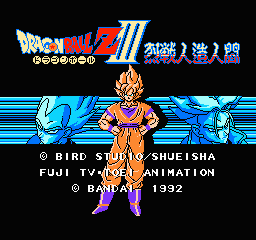 DRAGON BALL Z III 烈戦人造人間
ドラゴンボール
© BIRD STUDIO/SHUEISHA
FUJI TV•TOEI ANIMATION
© BANDAI 1992